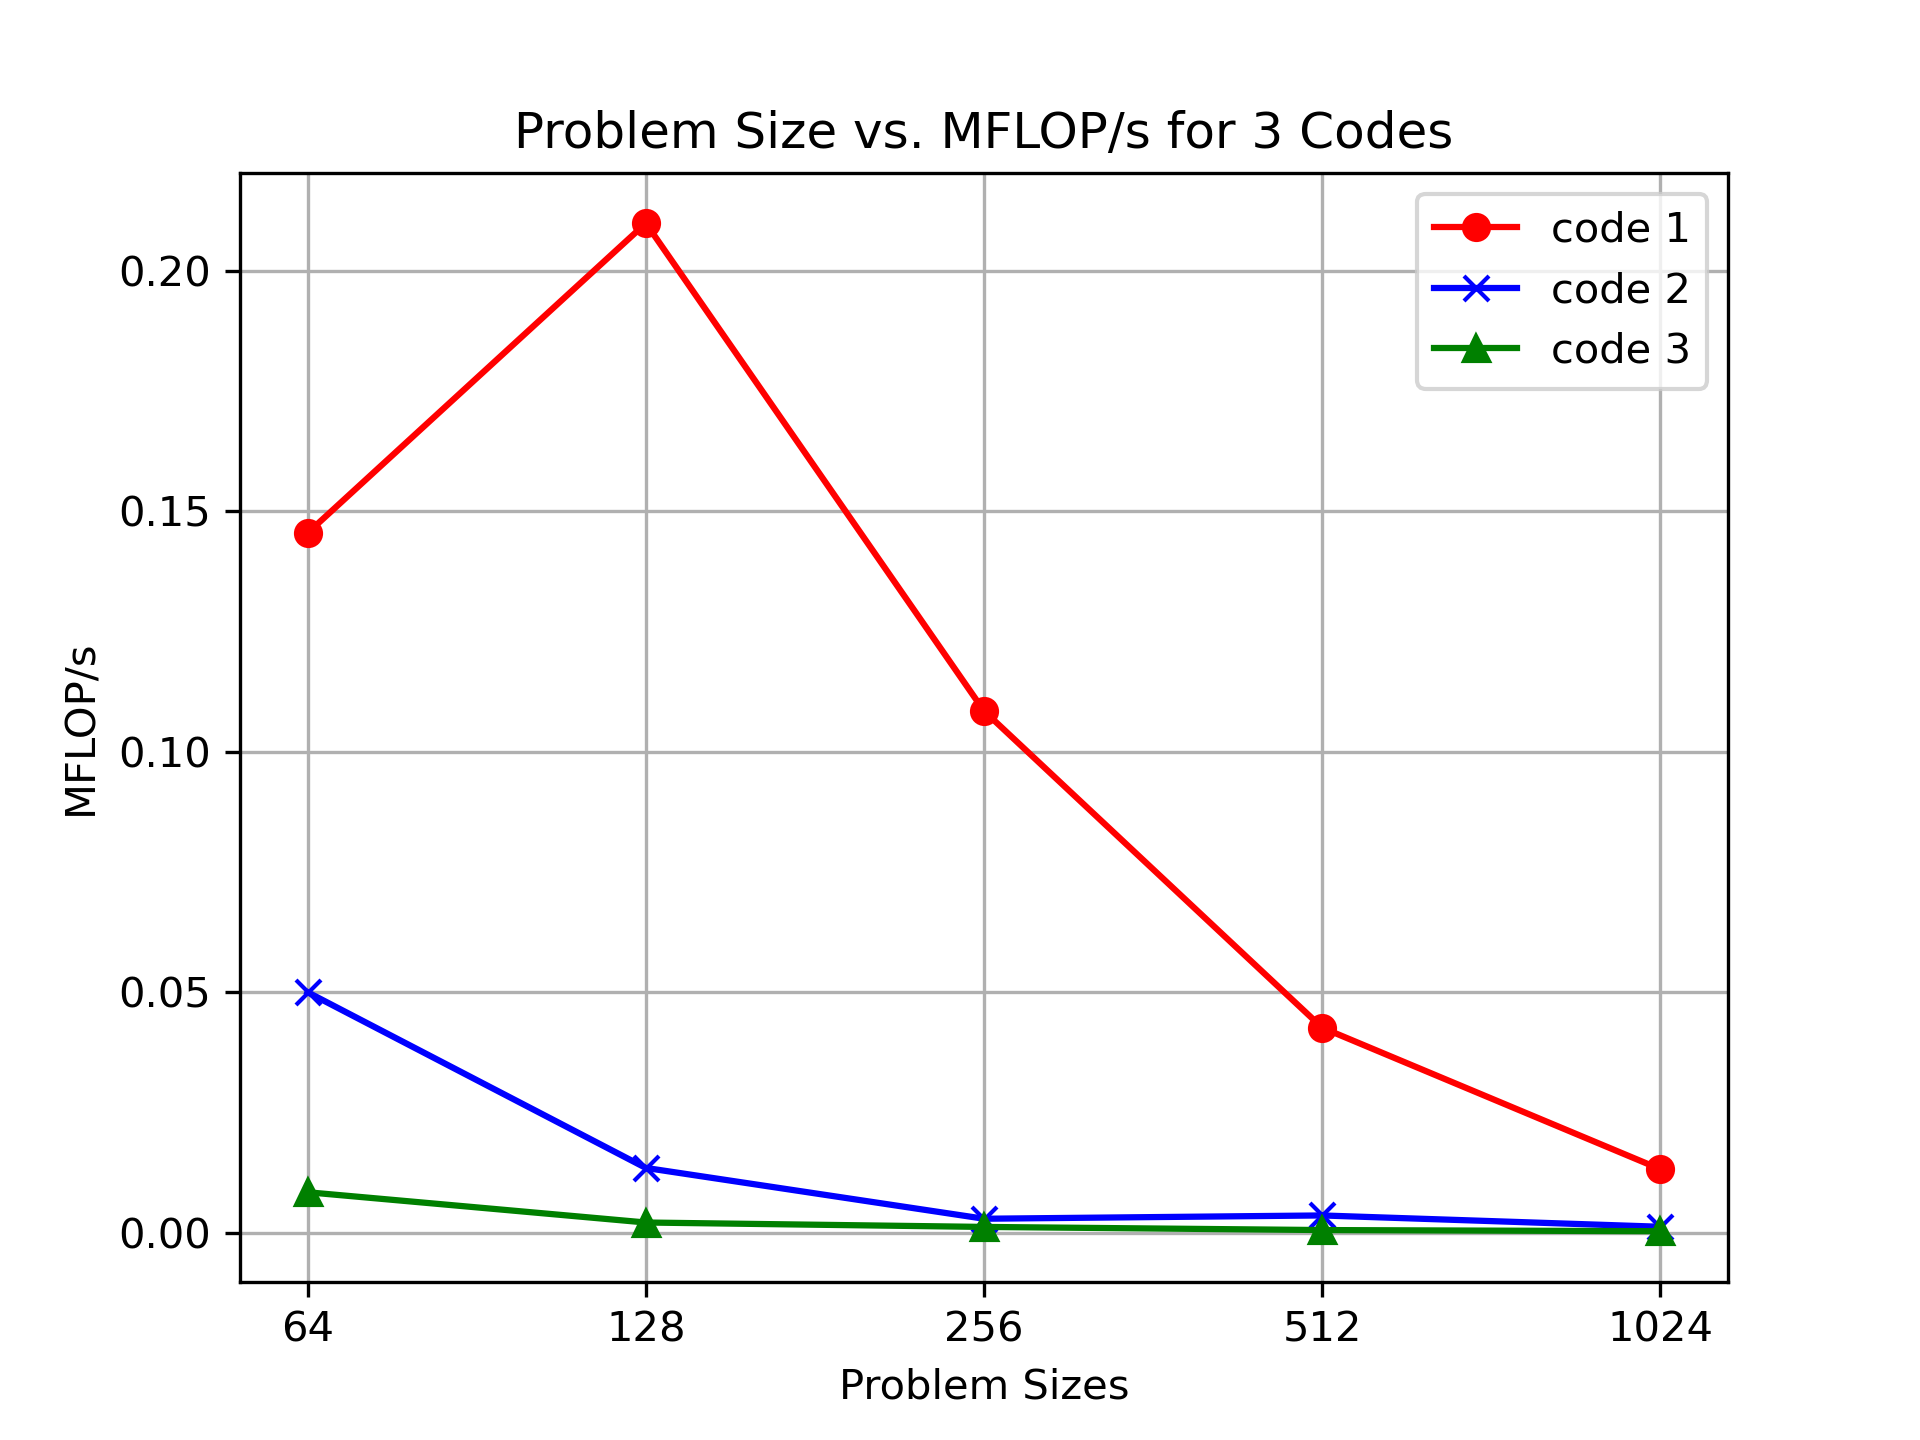 Problem Size vs. MFLOP/s for 3 Codes
code 1
code 2
code 3
0.20
0.15
0.10
0.05
0.00
MFLOP/s
64 128 256 512 1024
Problem Sizes